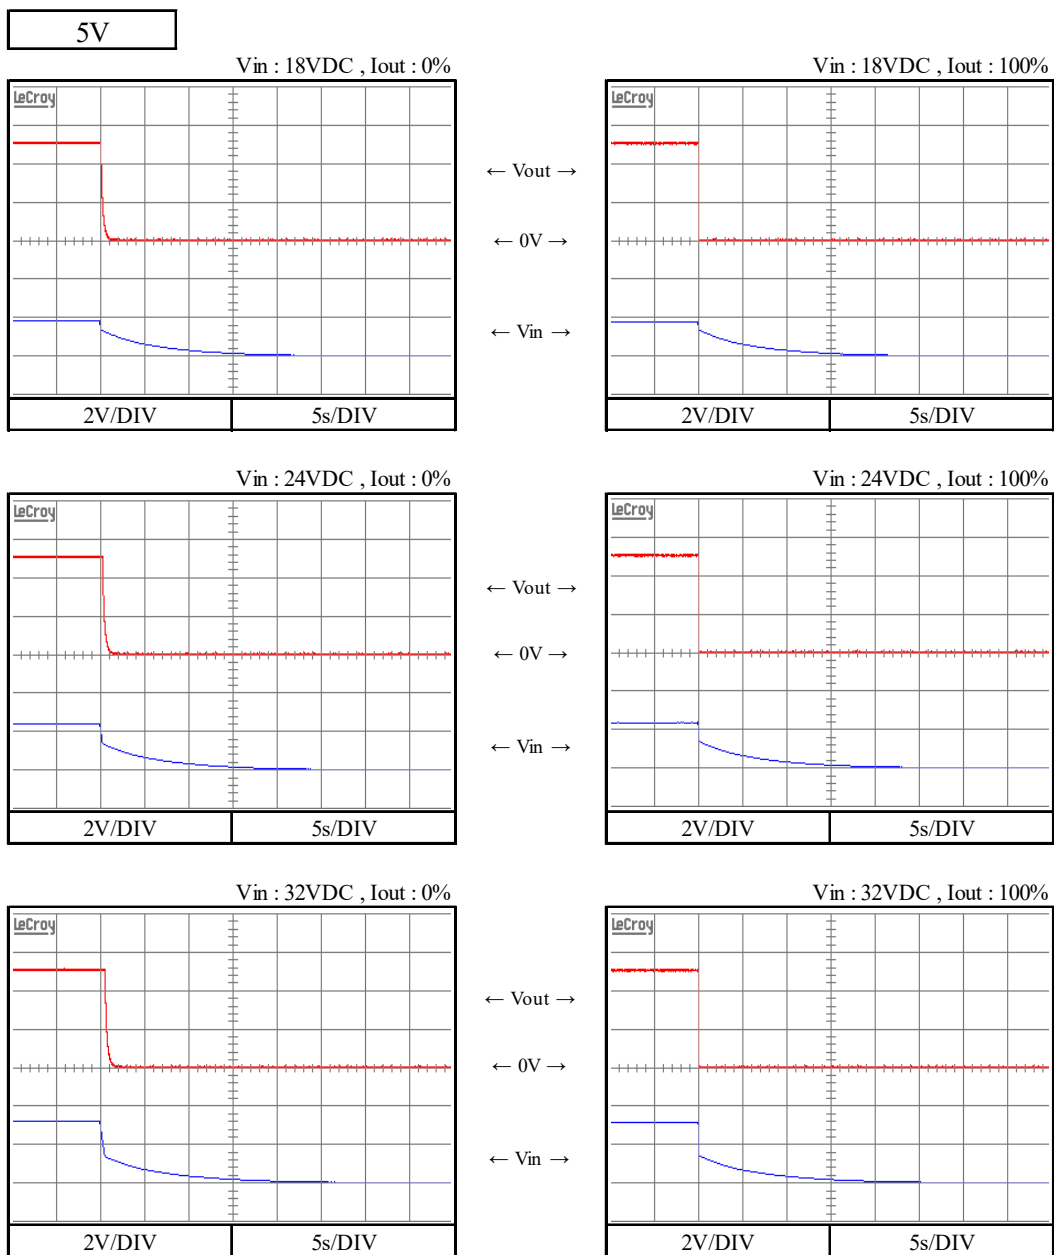 5V
Vin : 18VDC , Iout : 0%
Vin : 18VDC , Iout : 100%
LeCroy
LeCroy
← Vout →
← 0V →
← Vin →
2V/DIV 5s/DIV
2V/DIV 5s/DIV
Vin : 24VDC , Iout : 0%
Vin : 24VDC , Iout : 100%
LeCroy
LeCroy
← Vout →
← 0V →
← Vin →
2V/DIV 5s/DIV
2V/DIV 5s/DIV
Vin : 32VDC , Iout : 0%
Vin : 32VDC , Iout : 100%
LeCroy
LeCroy
← Vout →
← 0V →
← Vin →
2V/DIV 5s/DIV
2V/DIV 5s/DIV